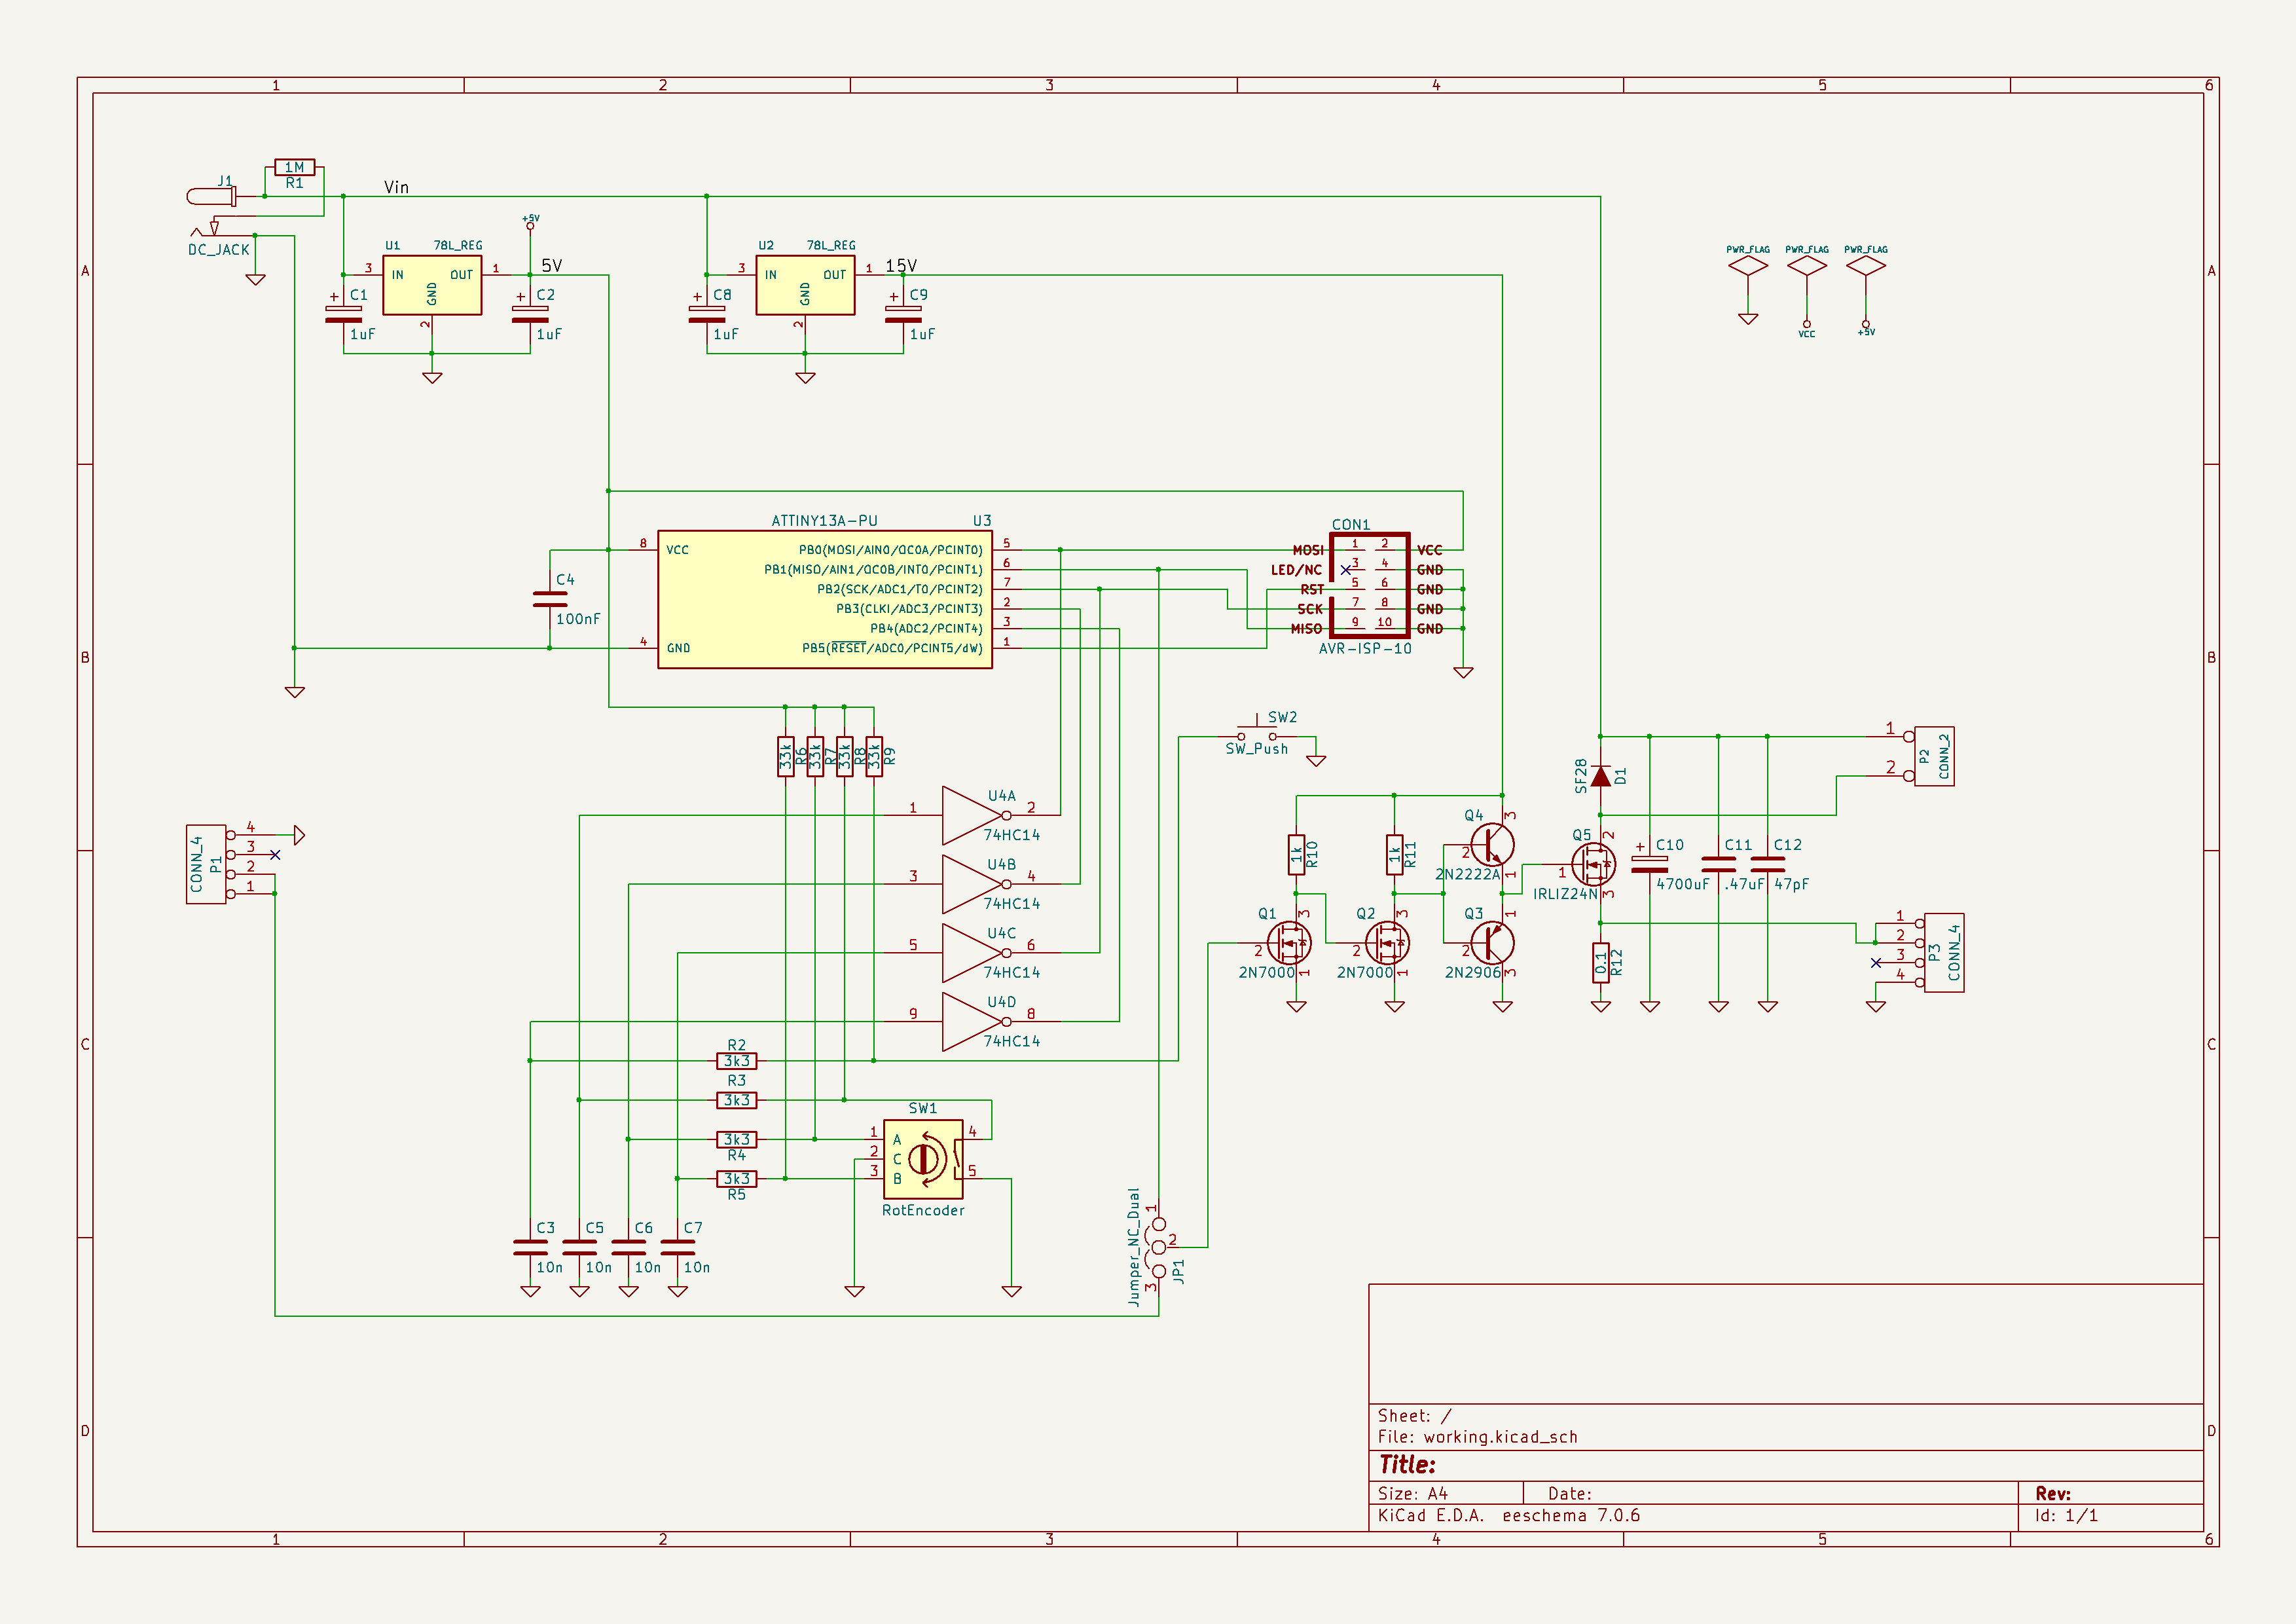 1 2 3 4 5 6
A A
B B
C C
D D
1 2 3 4 5 6
1M
R1
J1
DC_JACK
Vin
+5V
U1 78L_REG
3 IN OUT 1
GND
2
5V
+ C1
1uF
+ C2
1uF
U2 78L_REG
3 IN OUT 1
GND
2
15V
+ C8
1uF
+ C9
1uF
PWR_FLAG PWR_FLAG PWR_FLAG
VCC +5V
ATTINY13A-PU U3
8 VCC
4 GND
PB0(MOSI/AIN0/OC0A/PCINT0) 5
PB1(MISO/AIN1/OC0B/INT0/PCINT1) 6
PB2(SCK/ADC1/T0/PCINT2) 7
PB3(CLKI/ADC3/PCINT3) 2
PB4(ADC2/PCINT4) 3
PB5(RESET/ADC0/PCINT5/dW) 1
C4
100nF
CON1
MOSI 1 2 VCC
LED/NC 3 4 GND
RST 5 6 GND
SCK 7 8 GND
MISO 9 10 GND
AVR-ISP-10
SW2
SW_Push
33k R6 33k R7 33k R8 33k R9
U4A
1 2
74HC14
U4B
3 4
74HC14
U4C
5 6
74HC14
U4D
9 8
74HC14
CONN_4
P1
4
3
2
1
R2
3k3
R3
3k3
3k3
R4
3k3
R5
SW1
1 A
2 C
3 B
4
5
RotEncoder
C3
10n
C5
10n
C6
10n
C7
10n
Jumper_NC_Dual
JP1
1
2
3
1k R10
1k R11
Q1
3
2
1
2N7000
Q2
3
2
1
2N7000
Q4
3
2
1
2N2222A
Q3
1
2
3
2N2906
SF28
D1
Q5
2
1
3
IRLIZ24N
0.1
R12
+ C10
4700uF
C11
.47uF
C12
47pF
1
2
P2
CONN_2
1
2
3
4
P3
CONN_4
Sheet: /
File: working.kicad_sch
Title:
Size: A4 Date: Rev:
KiCad E.D.A. eeschema 7.0.6 Id: 1/1